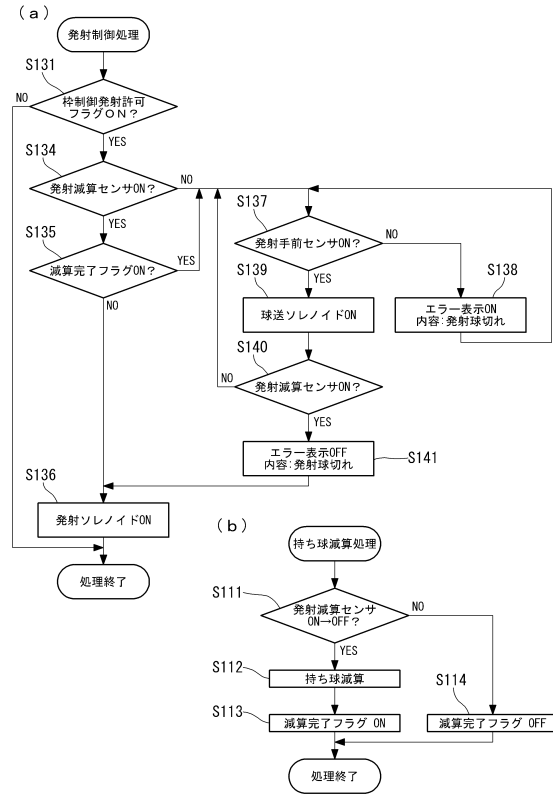 (a)
発射制御処理
S131
枠制御発射許可
フラグON？
NO
YES
S134
発射減算センサON？
NO
YES
S135
減算完了フラグON？
YES
NO
S137
発射手前センサON？
NO
YES
S138
エラー表示ON
内容:発射球切れ
S139
球送ソレノイドON
S140
発射減算センサON？
NO
YES
エラー表示OFF
内容:発射球切れ
S141
S136
発射ソレノイドON
処理終了
(b)
持ち球減算処理
S111
発射減算センサ
ON→OFF？
NO
YES
S112
持ち球減算
S113
減算完了フラグ ON
S114
減算完了フラグ OFF
処理終了